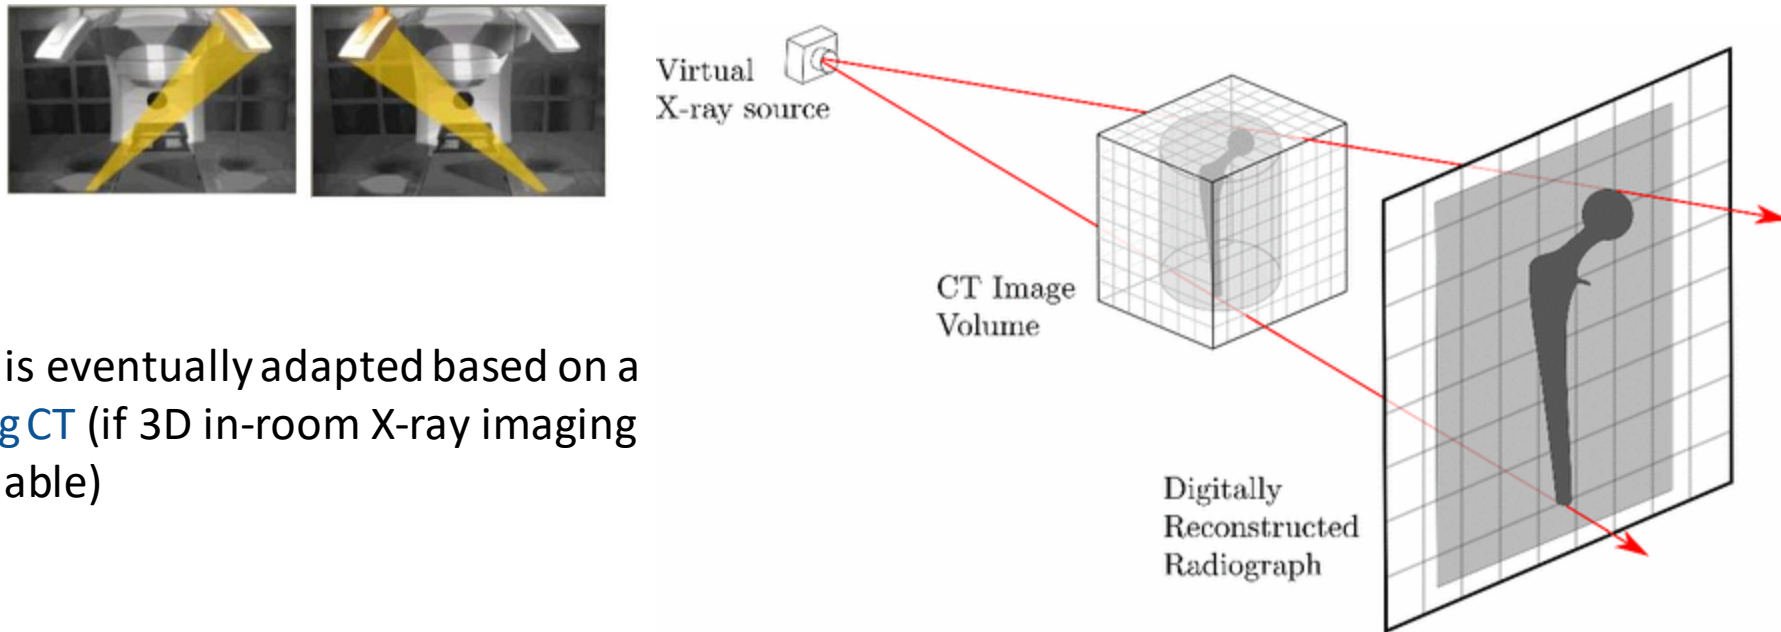 Virtual
X-ray source
CT Image
Volume
is eventually adapted based on a
g CT (if 3D in-room X-ray imaging
able)
Digitally
Reconstructed
Radiograph